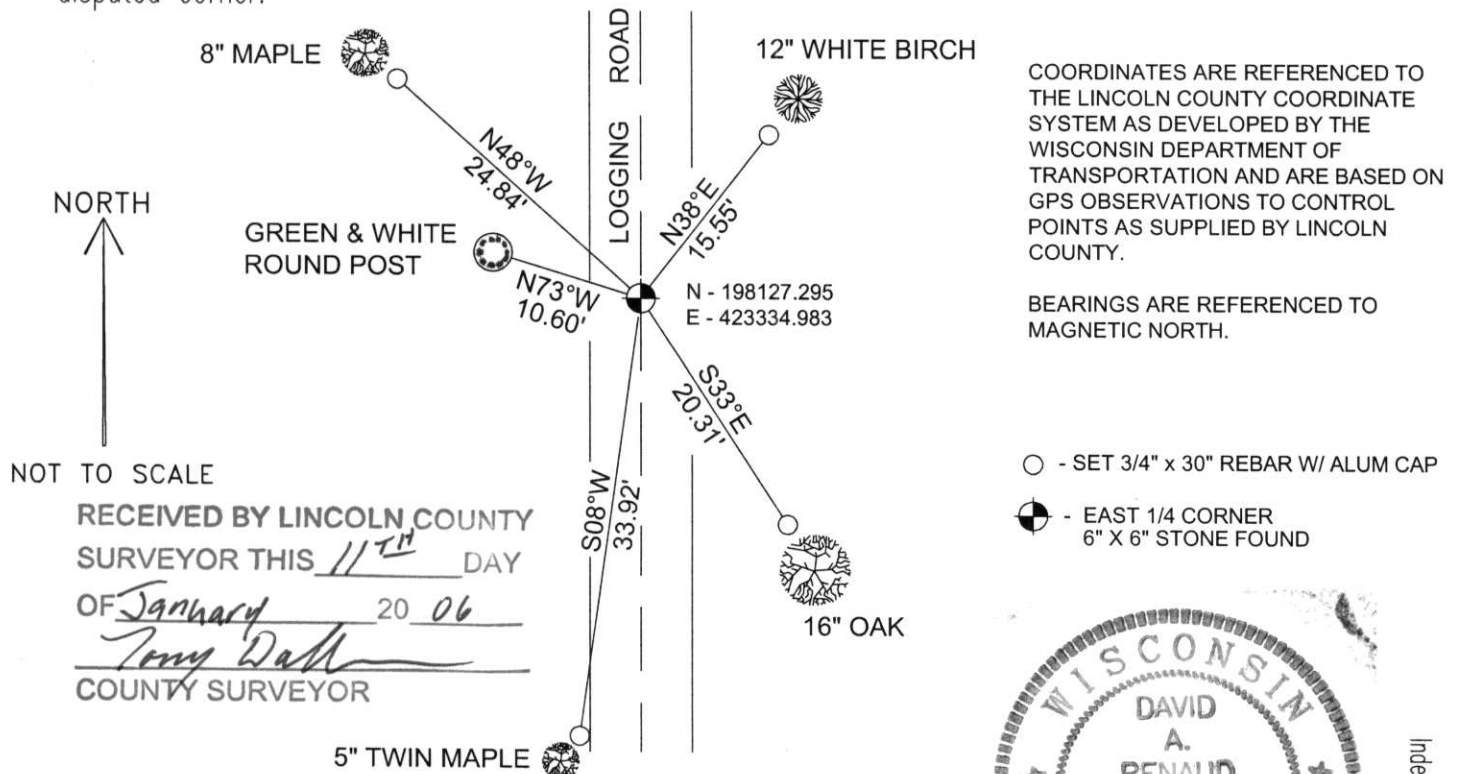 disputed corner.
8" MAPLE
LOGGING ROAD
12" WHITE BIRCH
N48°W
24.84'
N38°E
15.55'
NORTH
GREEN & WHITE
ROUND POST
N73°W
10.60'
N - 198127.295
E - 423334.983
S33°E
20.31'
S08°W
33.92'
16" OAK
5" TWIN MAPLE
NOT TO SCALE
RECEIVED BY LINCOLN COUNTY
SURVEYOR THIS 11TH DAY
OF January 20 06
COUNTY SURVEYOR
COORDINATES ARE REFERENCED TO
THE LINCOLN COUNTY COORDINATE
SYSTEM AS DEVELOPED BY THE
WISCONSIN DEPARTMENT OF
TRANSPORTATION AND ARE BASED ON
GPS OBSERVATIONS TO CONTROL
POINTS AS SUPPLIED BY LINCOLN
COUNTY.
BEARINGS ARE REFERENCED TO
MAGNETIC NORTH.
- SET 3/4" x 30" REBAR W/ ALUM CAP
- EAST 1/4 CORNER
6" X 6" STONE FOUND
WISCONSIN
DAVID
A.
RENAUD